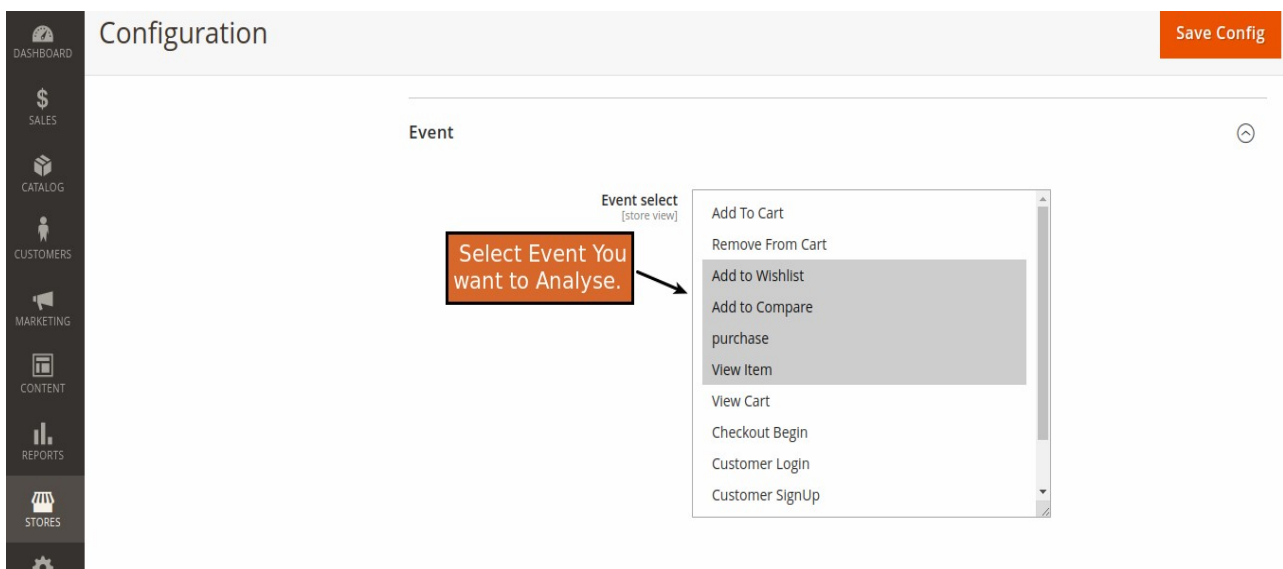 DASHBOARD
SALES
CATALOG
CUSTOMERS
MARKETING
CONTENT
REPORTS
STORES
Configuration
Save Config
Event
Event select
[store view]
Select Event You
want to Analyse.
Add To Cart
Remove From Cart
Add to Wishlist
Add to Compare
purchase
View Item
View Cart
Checkout Begin
Customer Login
Customer SignUp